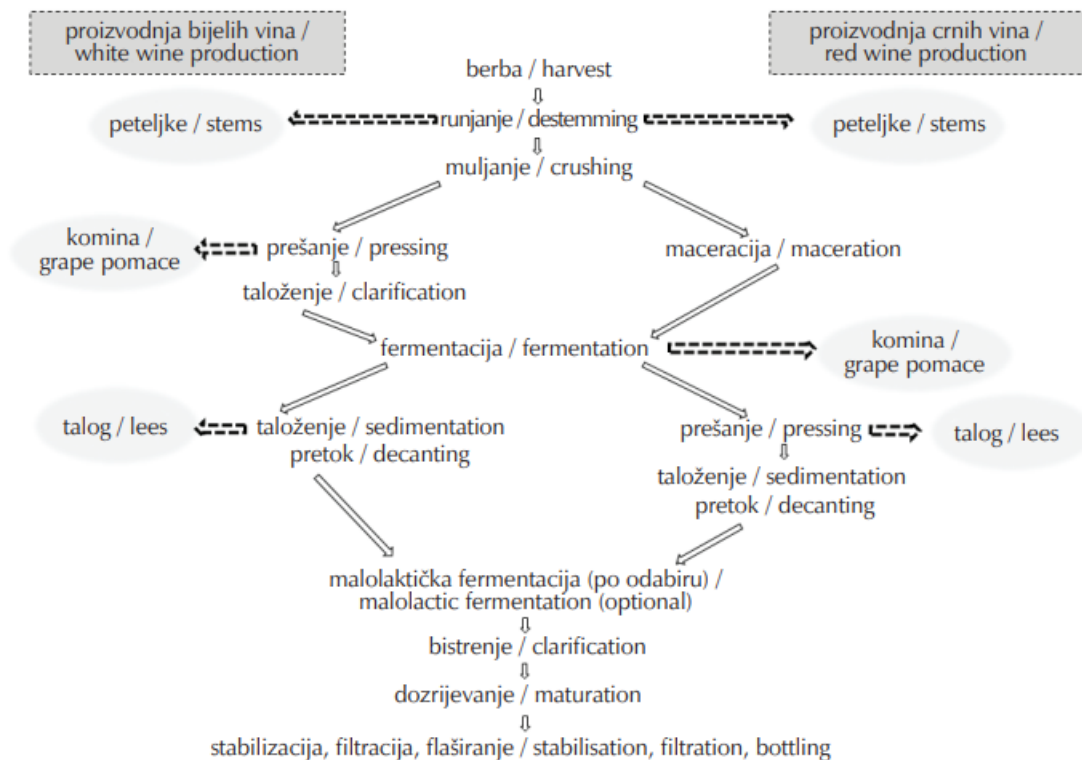 proizvodnja bijelih vina /
white wine production
proizvodnja crnih vina /
red wine production
berba / harvest
peteljke / stems
runjanje / destemming
peteljke / stems
muljanje / crushing
komina /
grape pomace
prešanje / pressing
maceracija / maceration
taloženje / clarification
fermentacija / fermentation
komina /
grape pomace
talog / lees
taloženje / sedimentation
pretok / decanting
prešanje / pressing
talog / lees
taloženje / sedimentation
pretok / decanting
malolaktička fermentacija (po odabiru) /
malolactic fermentation (optional)
bistrenje / clarification
dozrijevanje / maturation
stabilizacija, filtracija, flaširanje / stabilisation, filtration, bottling